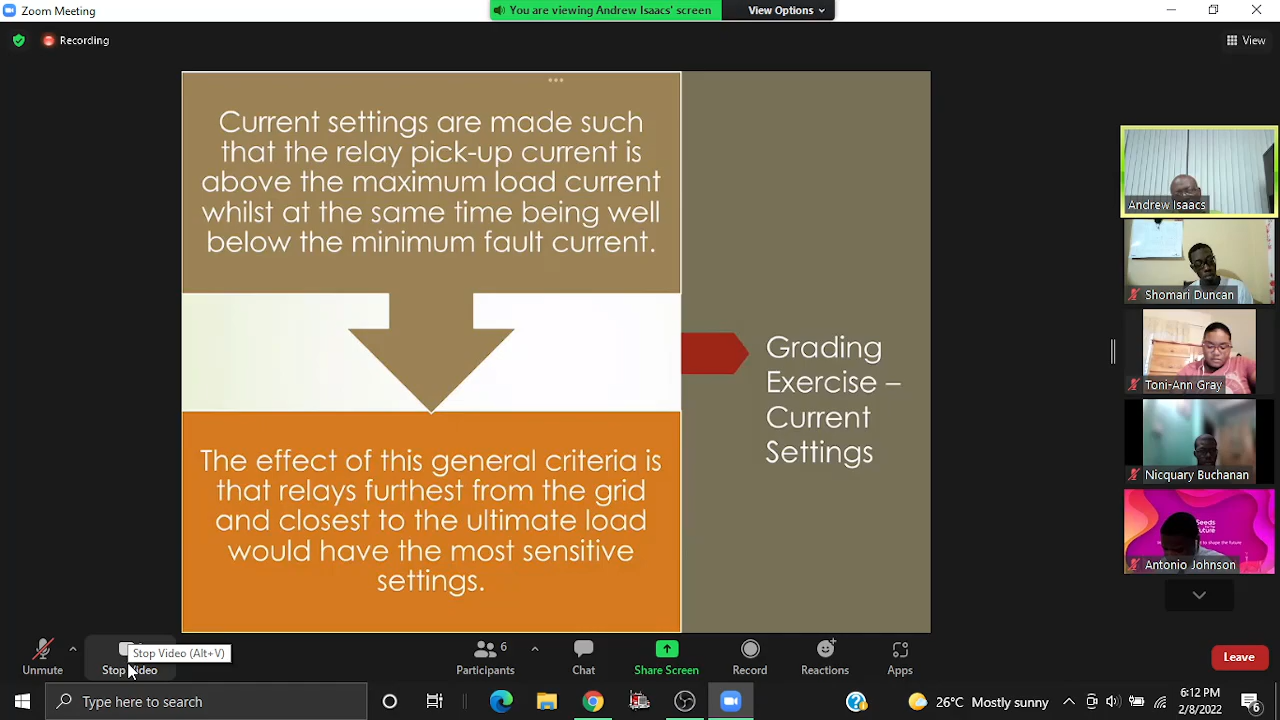 Zoom Meeting
You are viewing Andrew Isaacs' screen
View Options
Recording
View
Current settings are made such
that the relay pick-up current is
above the maximum load current
whilst at the same time being well
below the minimum fault current.
The effect of this general criteria is
that relays furthest from the grid
and closest to the ultimate load
would have the most sensitive
settings.
Grading
Exercise –
Current
Settings
Andrew Isaacs
Shomari Duncan
Toni-Ann Gray
Nicquary Buchanan
Antonio Johnson
Stop Video (Alt+V)
Unmute
Stop Video
6
Participants
Chat
Share Screen
Record
Reactions
Apps
Leave
Type here to search
26°C Mostly sunny
6:12 PM
2/8/2022
6